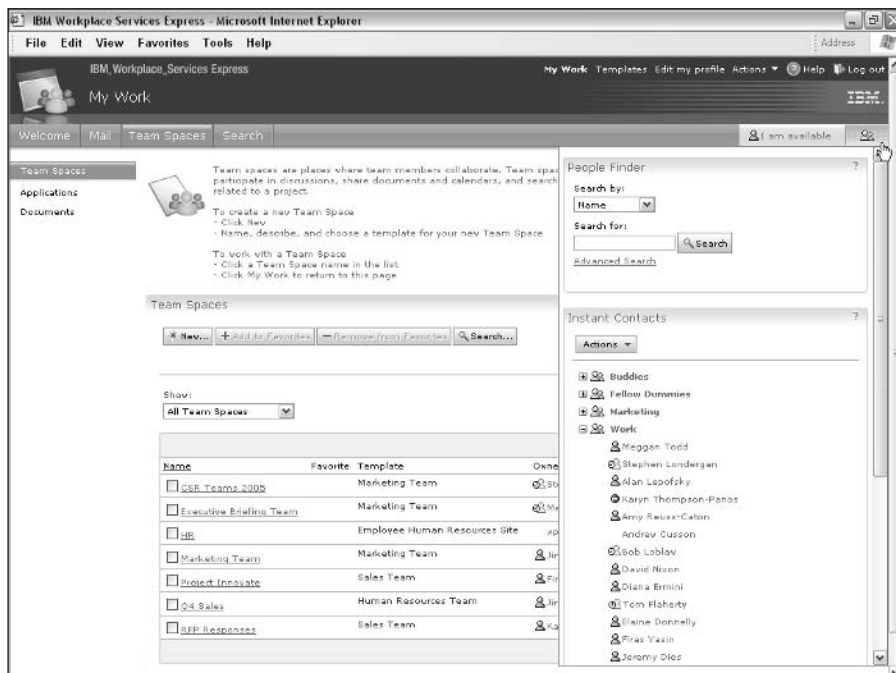 IBM Workplace Services Express - Microsoft Internet Explorer
File Edit View Favorites Tools Help
Address
IBM_Workplace_Services Express
My Work Templates Edit my profile Actions Help Log out
My Work
IBM
Welcome Mail Team Spaces Search
I am available
Team Spaces
Applications
Documents
Team spaces are places where team members collaborate. Team spac
participate in discussions, share documents and calendars, and search
related to a project.
To create a new Team Space
- Click New
- Name, describe, and choose a template for your new Team Space
To work with a Team Space
- Click a Team Space name in the list
- Click My Work to return to this page
Team Spaces
New... Add to Favorites Remove from Favorites Search...
Show:
All Team Spaces
Name Favorite Template Owne
GSR Teams 2005 Marketing Team Ste
Executive Briefing Team Marketing Team
HR Employee Human Resources Site wp
Marketing Team Marketing Team Jin
Project Innovate Sales Team Fir
Q4 Sales Human Resources Team Jin
RFP Responses Sales Team Ka
People Finder ?
Search by:
Name
Search for:
Search
Advanced Search
Instant Contacts ?
Actions
Buddies
Fellow Dummies
Marketing
Work
Meggan Todd
Stephen Londergan
Alan Lepofsky
Karyn Thompson-Panos
Amy Reuss-Caton
Andrew Cusson
Bob Loblaw
David Nixon
Diana Ermini
Tom Flaherty
Elaine Donnelly
Firas Yasin
Jeremy Dies